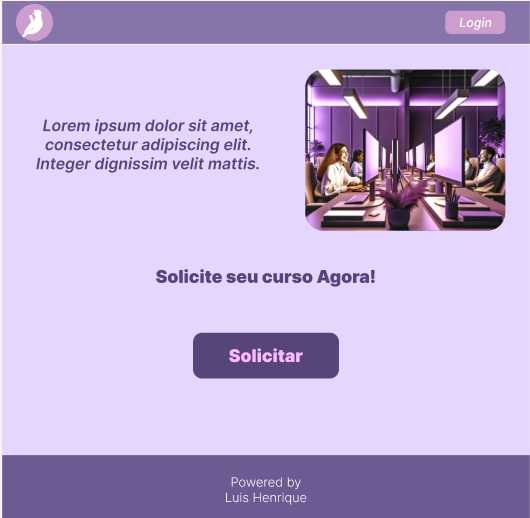 Login
Lorem ipsum dolor sit amet,
consectetur adipiscing elit.
Integer dignissim velit mattis.
Solicite seu curso Agora!
Solicitar
Powered by
Luis Henrique